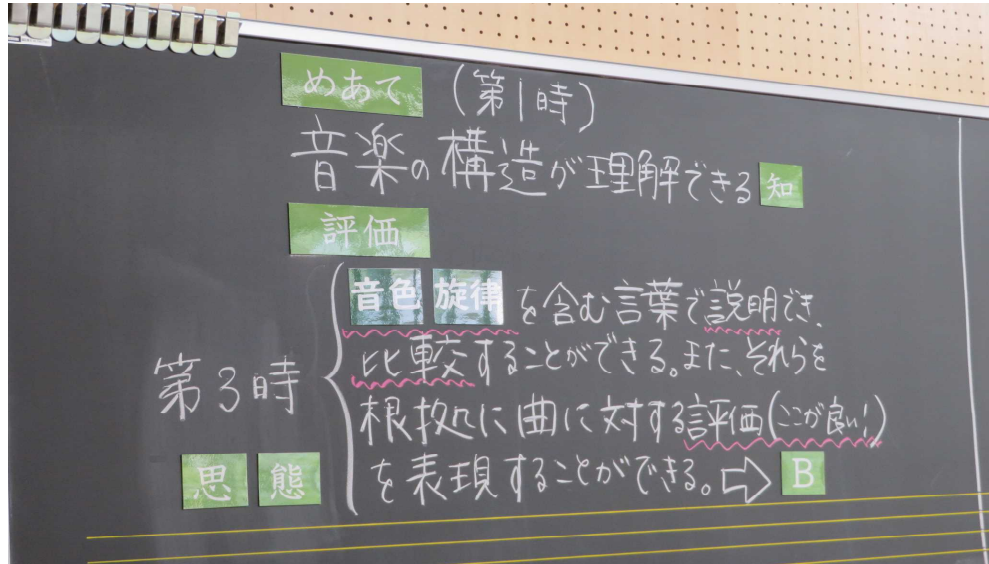 めあて (第1時)
音楽の構造が理解できる 知
評価
音色 旋律 を含む言葉で説明でき、
比較することができる。また、それらを
根拠に曲に対する評価(ここが良い!)
を表現することができる。⇨ B
第3時
思 態